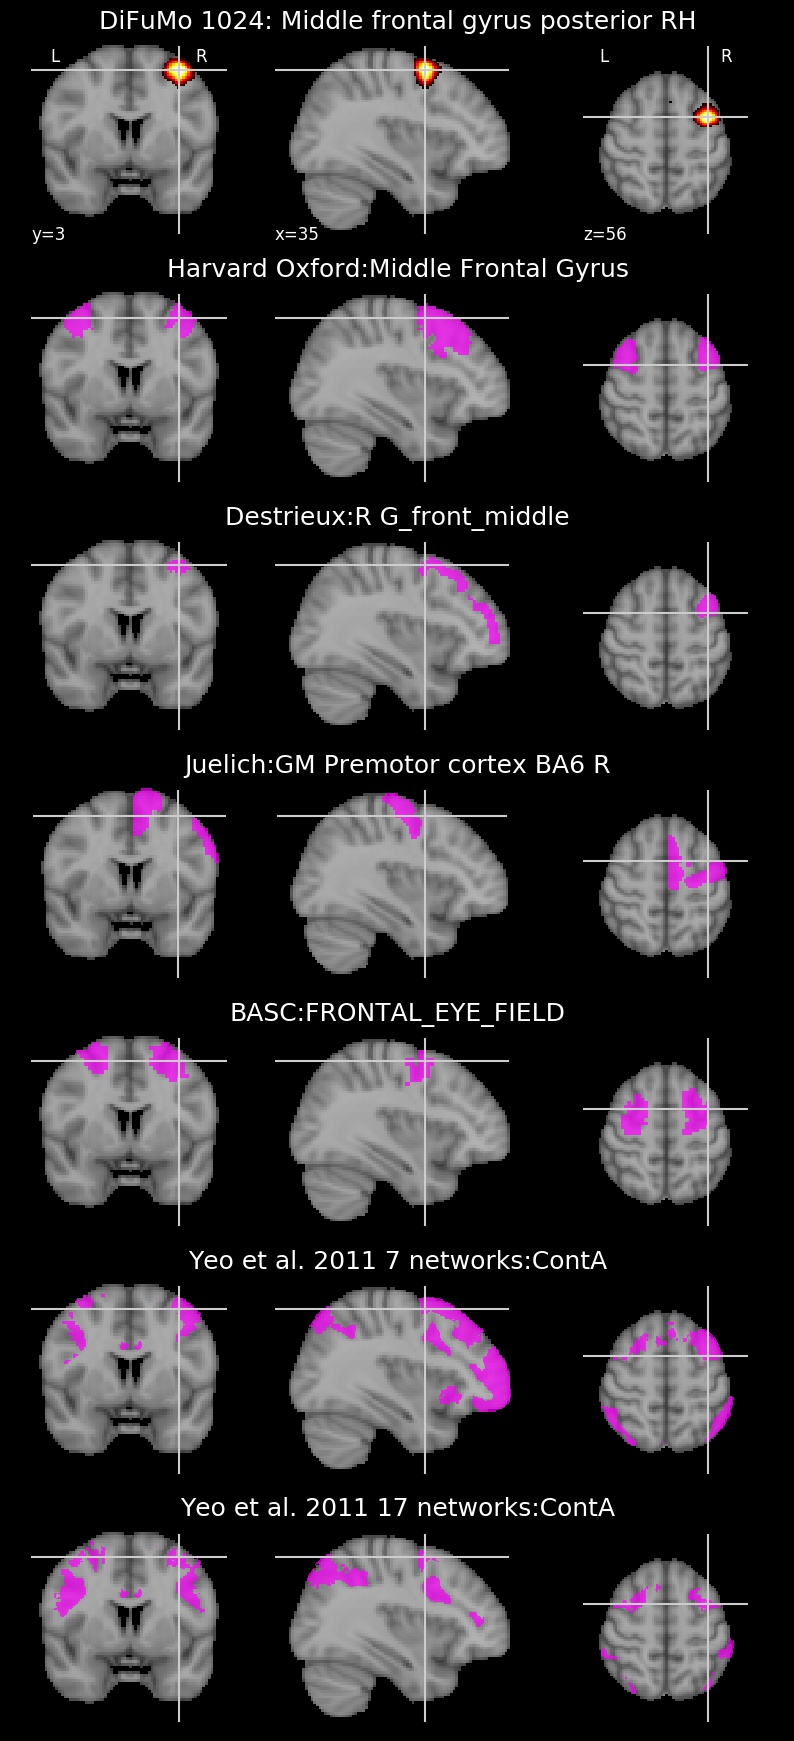 DiFuMo 1024: Middle frontal gyrus posterior RH
L R L R
y=3 x=35 z=56
Harvard Oxford:Middle Frontal Gyrus
Destrieux:R G_front_middle
Juelich:GM Premotor cortex BA6 R
BASC:FRONTAL_EYE_FIELD
Yeo et al. 2011 7 networks:ContA
Yeo et al. 2011 17 networks:ContA